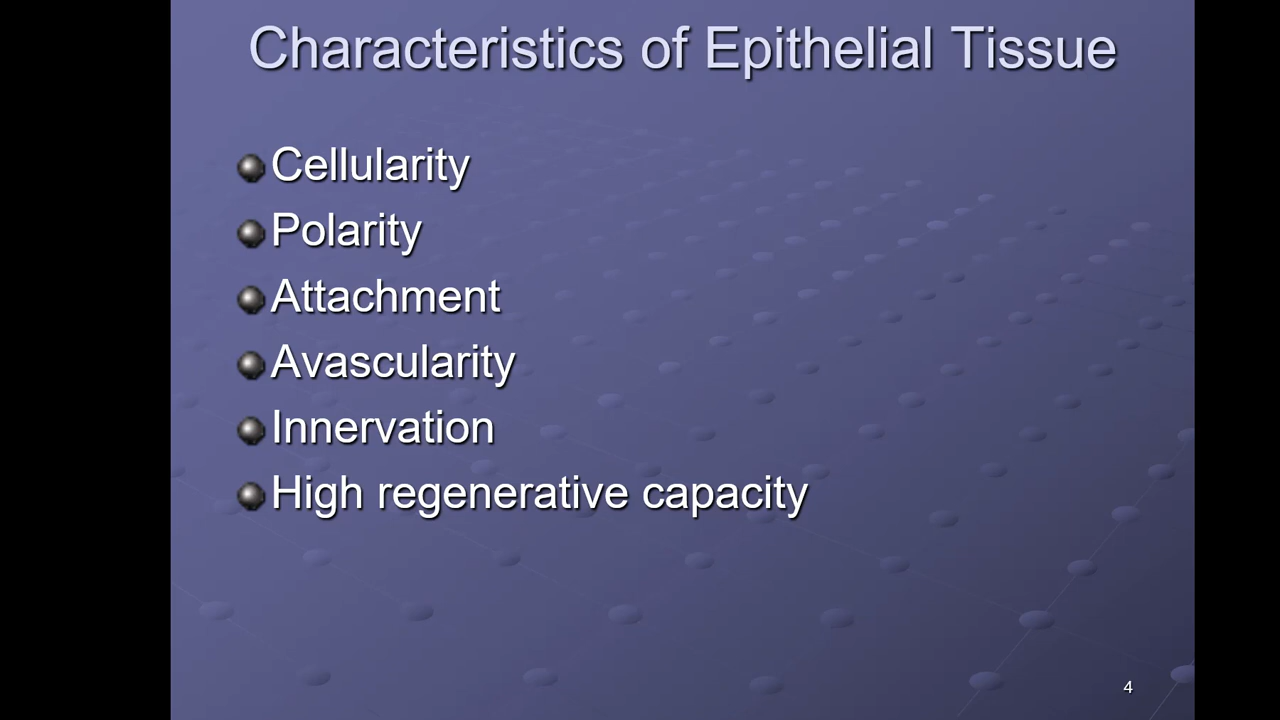 Characteristics of Epithelial Tissue
Cellularity
Polarity
Attachment
Avascularity
Innervation
High regenerative capacity
4